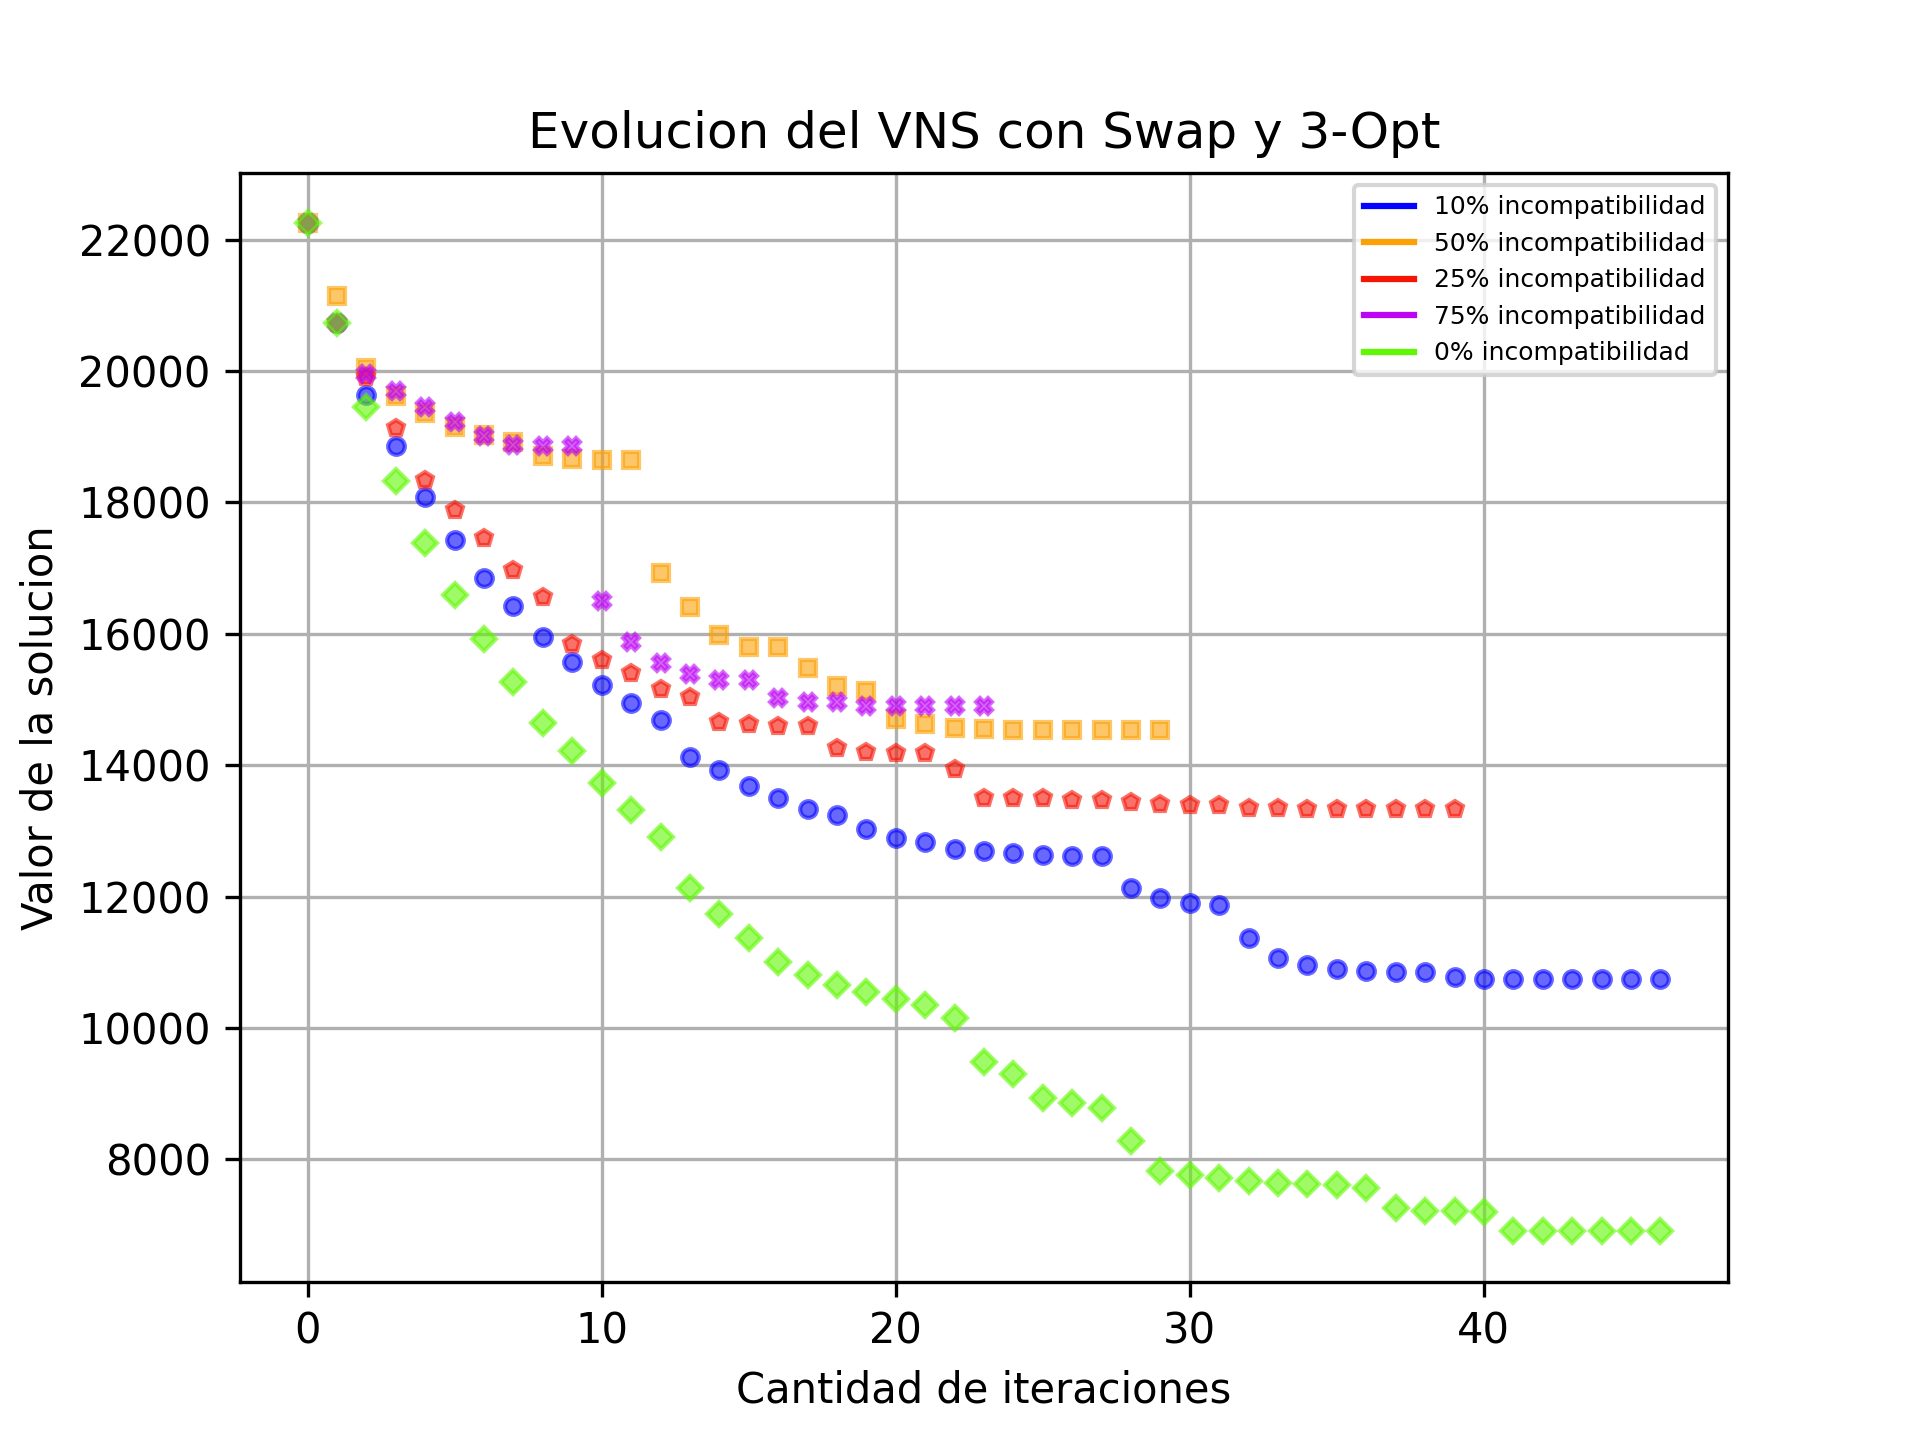 Evolucion del VNS con Swap y 3-Opt
10% incompatibilidad
50% incompatibilidad
25% incompatibilidad
75% incompatibilidad
0% incompatibilidad
Valor de la solucion
22000
20000
18000
16000
14000
12000
10000
8000
0 10 20 30 40
Cantidad de iteraciones